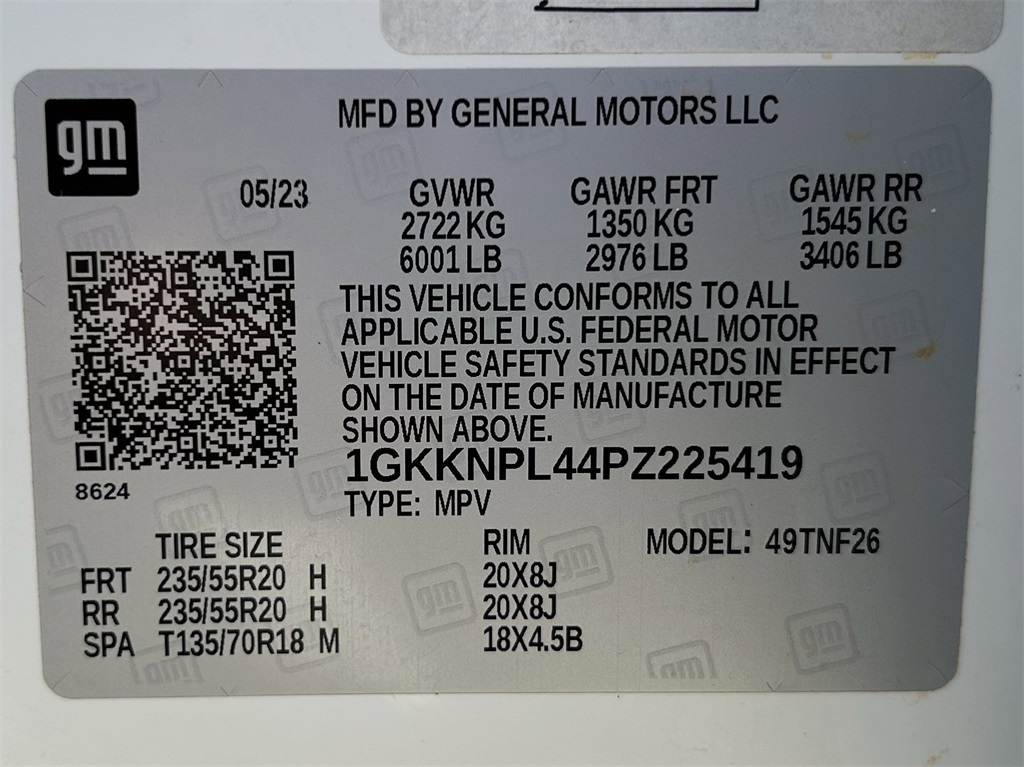 gm
MFD BY GENERAL MOTORS LLC
05/23 GVWR GAWR FRT GAWR RR
2722 KG 1350 KG 1545 KG
6001 LB 2976 LB 3406 LB
THIS VEHICLE CONFORMS TO ALL
APPLICABLE U.S. FEDERAL MOTOR
VEHICLE SAFETY STANDARDS IN EFFECT
ON THE DATE OF MANUFACTURE
SHOWN ABOVE.
1GKKNPL44PZ225419
8624
TYPE: MPV
TIRE SIZE RIM MODEL: 49TNF26
FRT 235/55R20 H 20X8J
RR 235/55R20 H 20X8J
SPA T135/70R18 M 18X4.5B